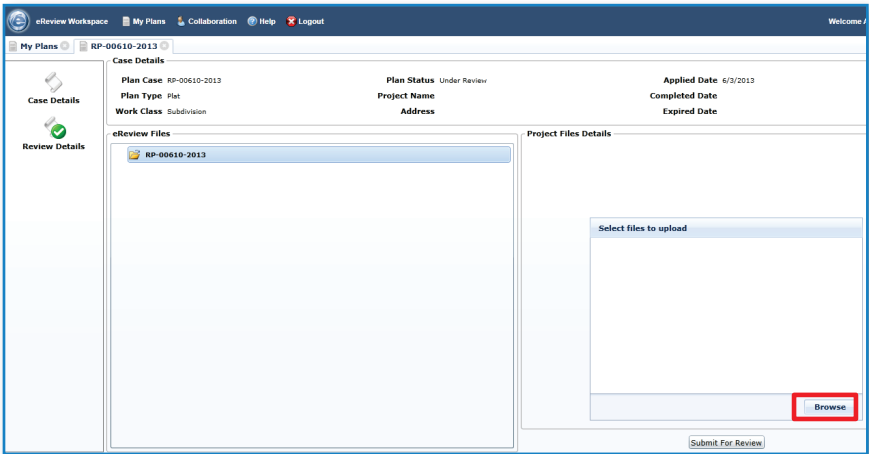 eReview Workspace My Plans Collaboration Help Logout Welcome A
My Plans RP-00610-2013
Case Details
Review Details
Case Details
Plan Case RP-00610-2013 Plan Status Under Review Applied Date 6/3/2013
Plan Type Plat Project Name Completed Date
Work Class Subdivision Address Expired Date
eReview Files
RP-00610-2013
Project Files Details
Select files to upload
Browse
Submit For Review